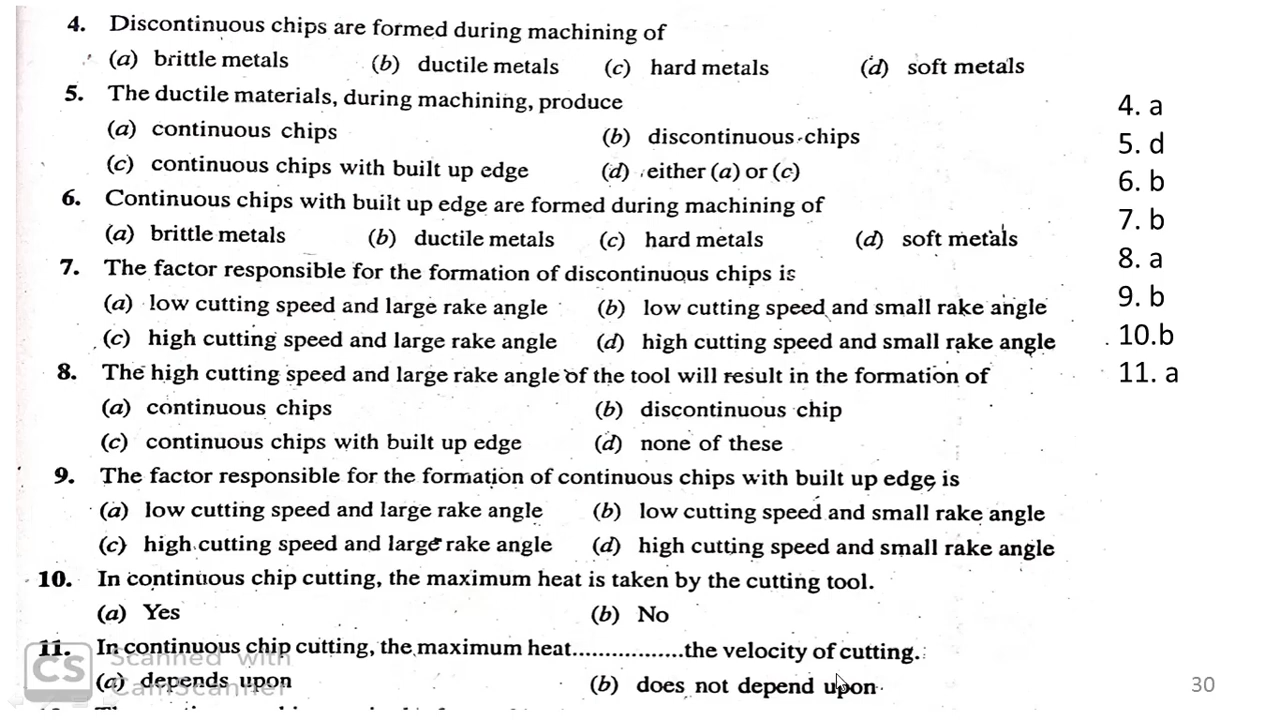 4. Discontinuous chips are formed during machining of
(a) brittle metals (b) ductile metals (c) hard metals (d) soft metals
5. The ductile materials, during machining, produce
(a) continuous chips (b) discontinuous chips
(c) continuous chips with built up edge (d) either (a) or (c)
6. Continuous chips with built up edge are formed during machining of
(a) brittle metals (b) ductile metals (c) hard metals (d) soft metals
7. The factor responsible for the formation of discontinuous chips is
(a) low cutting speed and large rake angle (b) low cutting speed and small rake angle
(c) high cutting speed and large rake angle (d) high cutting speed and small rake angle
8. The high cutting speed and large rake angle of the tool will result in the formation of
(a) continuous chips (b) discontinuous chip
(c) continuous chips with built up edge (d) none of these
9. The factor responsible for the formation of continuous chips with built up edge is
(a) low cutting speed and large rake angle (b) low cutting speed and small rake angle
(c) high cutting speed and large rake angle (d) high cutting speed and small rake angle
10. In continuous chip cutting, the maximum heat is taken by the cutting tool.
(a) Yes (b) No
11. In continuous chip cutting, the maximum heat.................the velocity of cutting.
(a) depends upon (b) does not depend upon
4. a
5. d
6. b
7. b
8. a
9. b
10.b
11. a
CS Scanned with
CamScanner
30